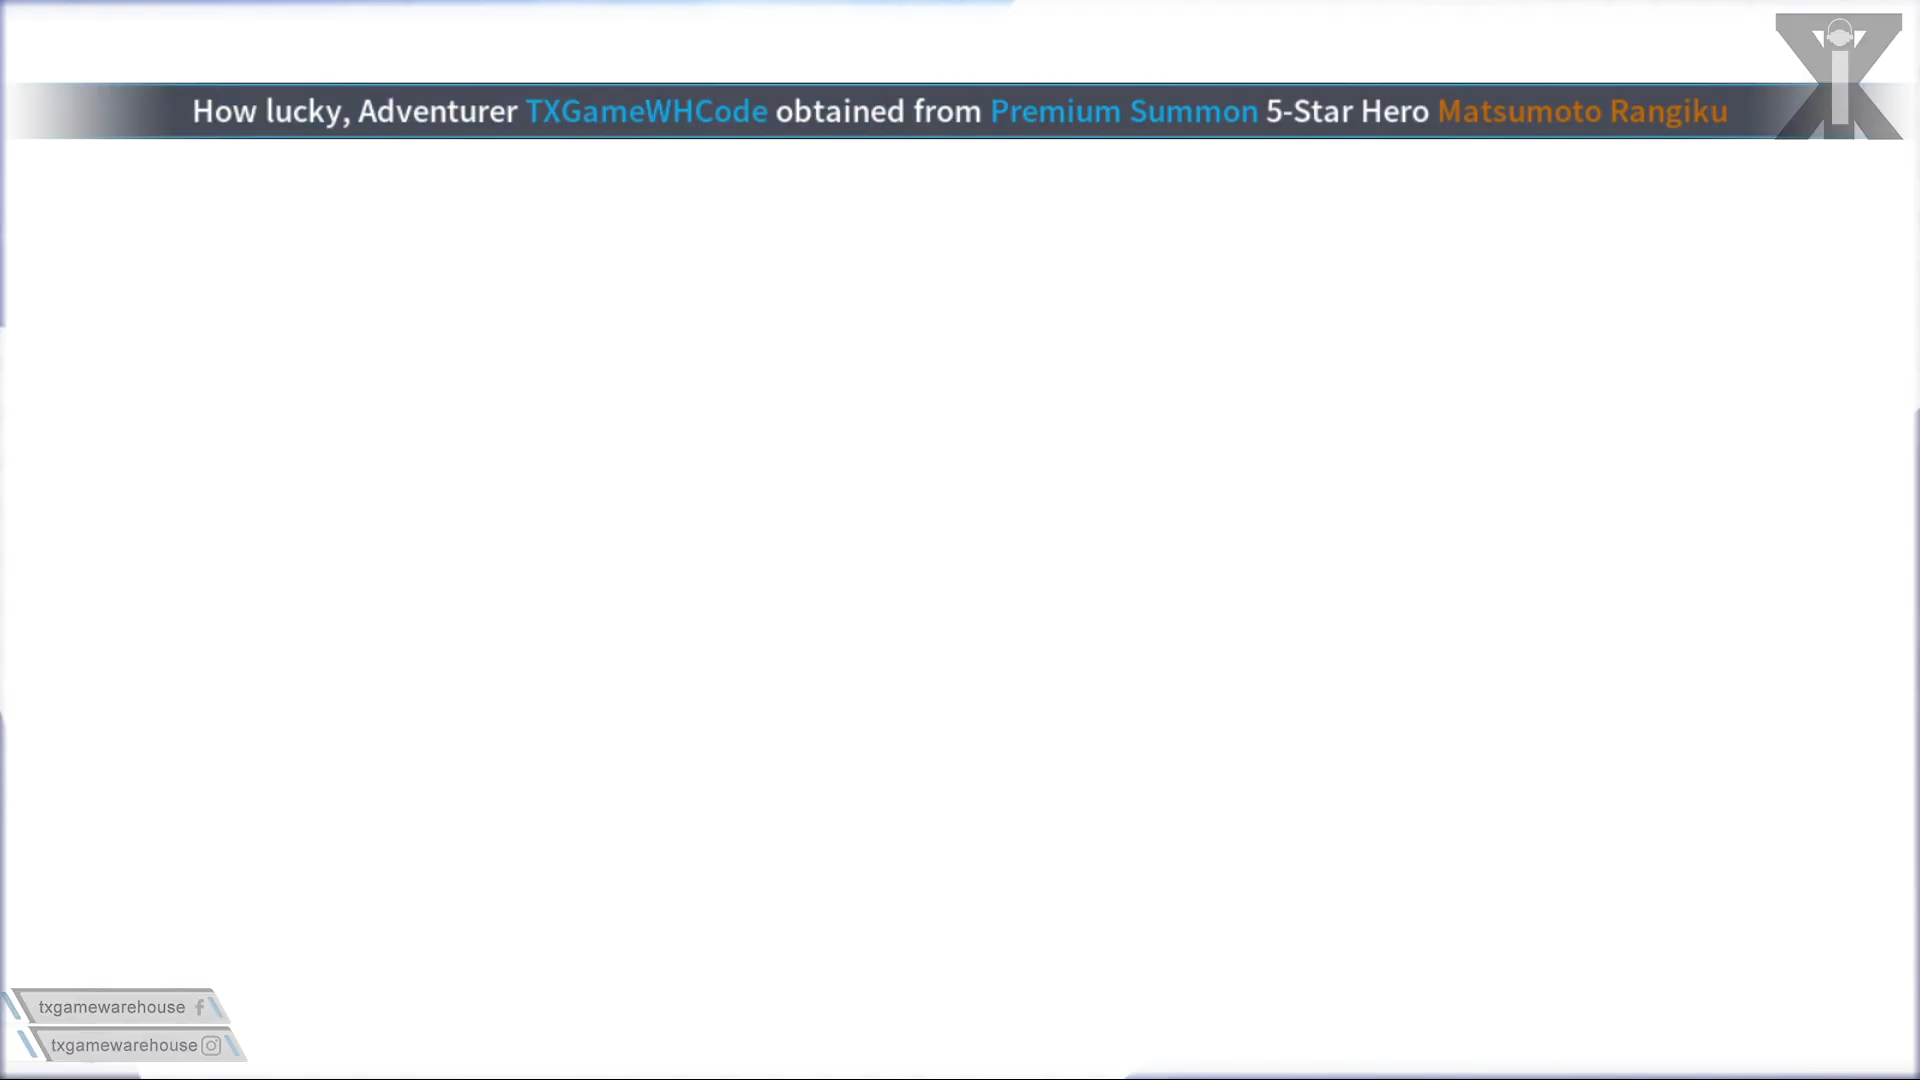 How lucky, Adventurer TXGameWHCode obtained from Premium Summon 5-Star Hero Matsumoto Rangiku
txgamewarehouse
txgamewarehouse